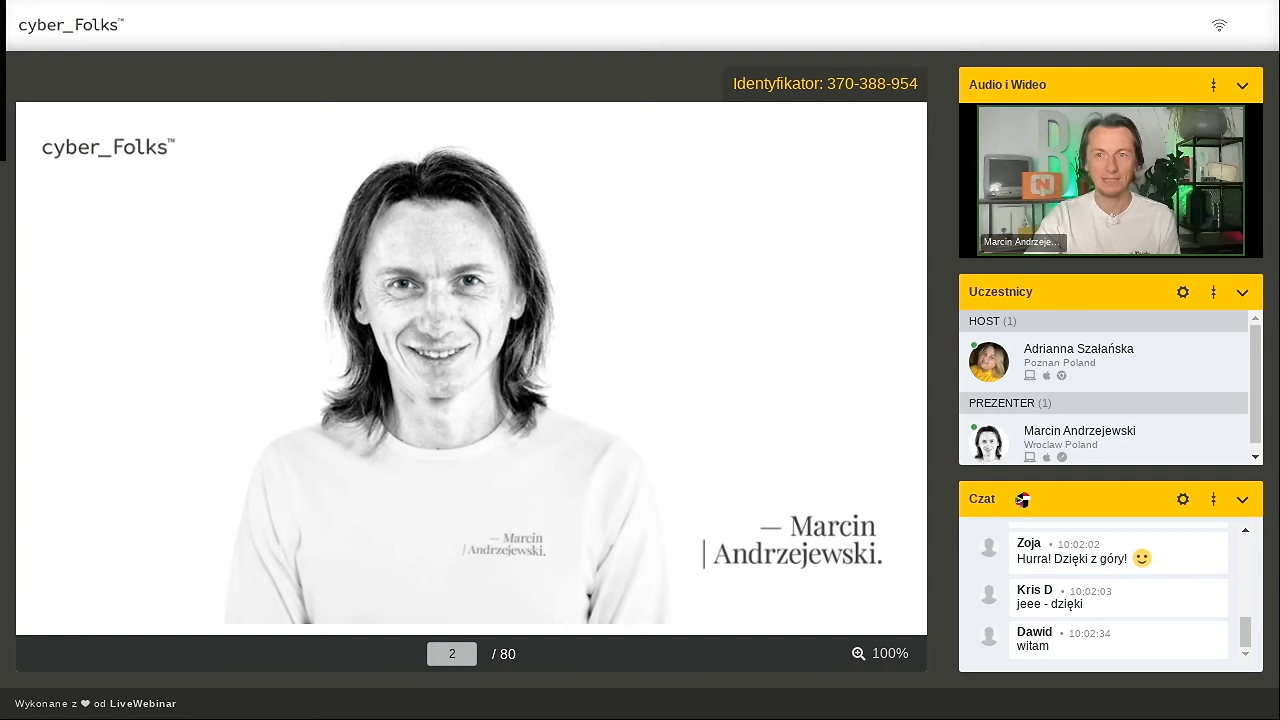 cyber_Folks™
Identyfikator: 370-388-954
cyber_Folks™
— Marcin
| Andrzejewski.
— Marcin
| Andrzejewski.
2 / 80
100%
Audio i Wideo
Marcin Andrzeje...
Uczestnicy
HOST (1)
Adrianna Szałańska
Poznan Poland
PREZENTER (1)
Marcin Andrzejewski
Wroclaw Poland
Czat
Zoja • 10:02:02
Hurra! Dzięki z góry! 🙂
Kris D • 10:02:03
jeee - dzięki
Dawid • 10:02:34
witam
Wykonane z ❤ od LiveWebinar